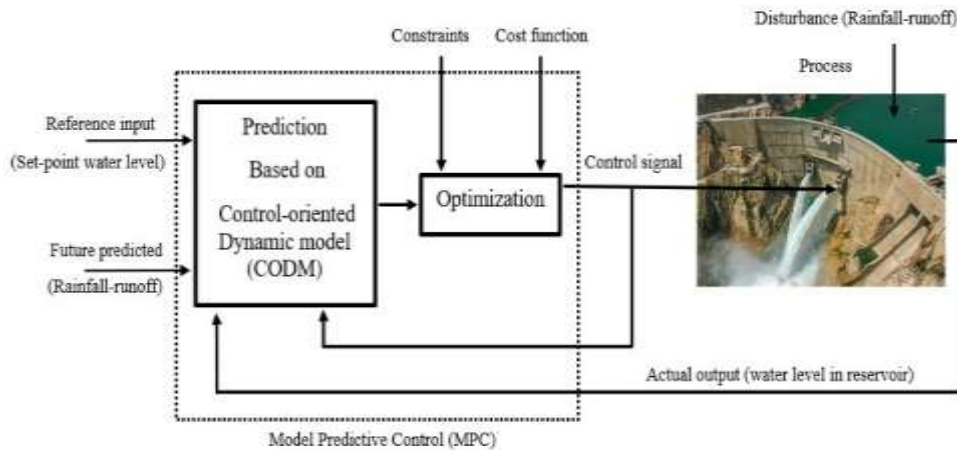 Disturbance (Rainfall-runoff)
Constraints
Cost function
Process
Reference input
(Set-point water level)
Prediction
Based on
Control-oriented
Dynamic model
(CODM)
Optimization
Control signal
Future predicted
(Rainfall-runoff)
Actual output (water level in reservoir)
Model Predictive Control (MPC)